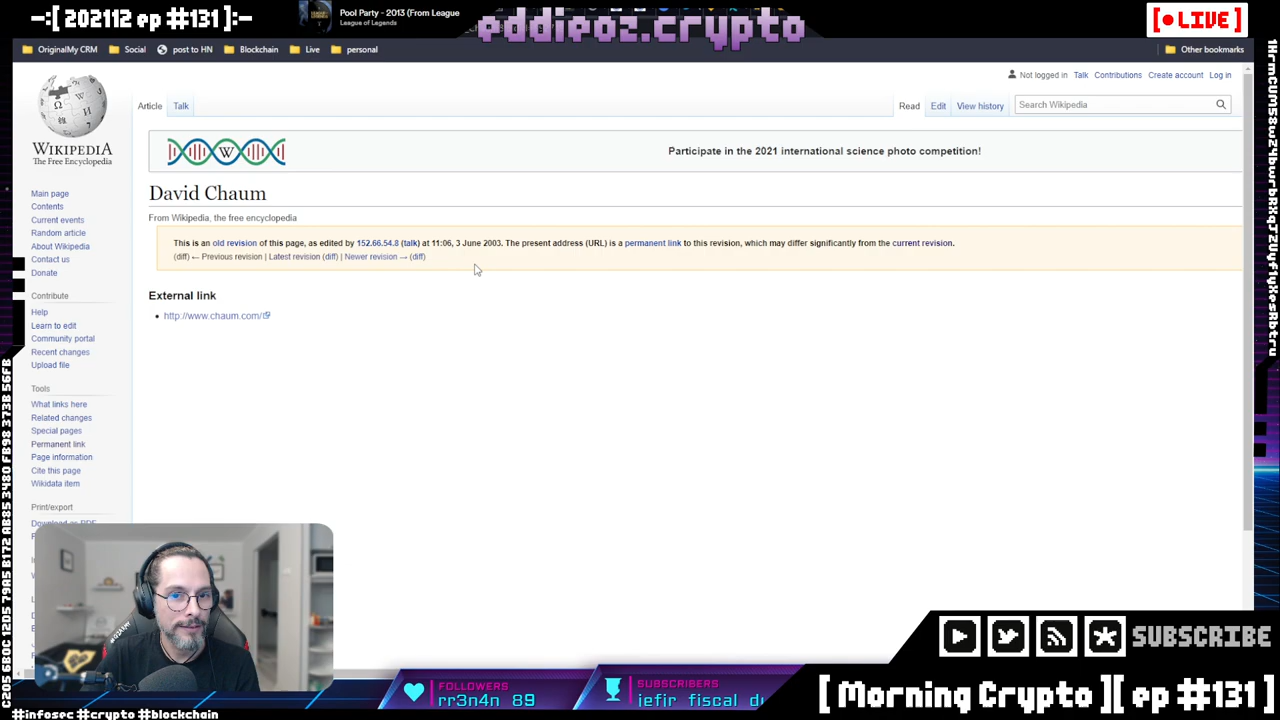 -:[ 202112 ep #131 ]:-
Pool Party - 2013 (From League
League of Legends
eddieoz.crypto
[ LIVE ]
OriginalMy CRM
Social
post to HN
Blockchain
Live
personal
Other bookmarks
Not logged in Talk Contributions Create account Log in
WIKIPEDIA
The Free Encyclopedia
Article Talk
Read Edit View history
Search Wikipedia
Participate in the 2021 international science photo competition!
David Chaum
From Wikipedia, the free encyclopedia
This is an old revision of this page, as edited by 152.66.54.8 (talk) at 11:06, 3 June 2003. The present address (URL) is a permanent link to this revision, which may differ significantly from the current revision.
(diff) ← Previous revision | Latest revision (diff) | Newer revision → (diff)
External link
http://www.chaum.com/
Main page
Contents
Current events
Random article
About Wikipedia
Contact us
Donate
Contribute
Help
Learn to edit
Community portal
Recent changes
Upload file
Tools
What links here
Related changes
Special pages
Permanent link
Page information
Cite this page
Wikidata item
Print/export
Download as PDF
SUBSCRIBE
FOLLOWERS
rr3n4n 89
SUBSCRIBERS
iefir fiscal du
[ Morning Crypto ][ ep #131 ]
#infosec #crypto #blockchain